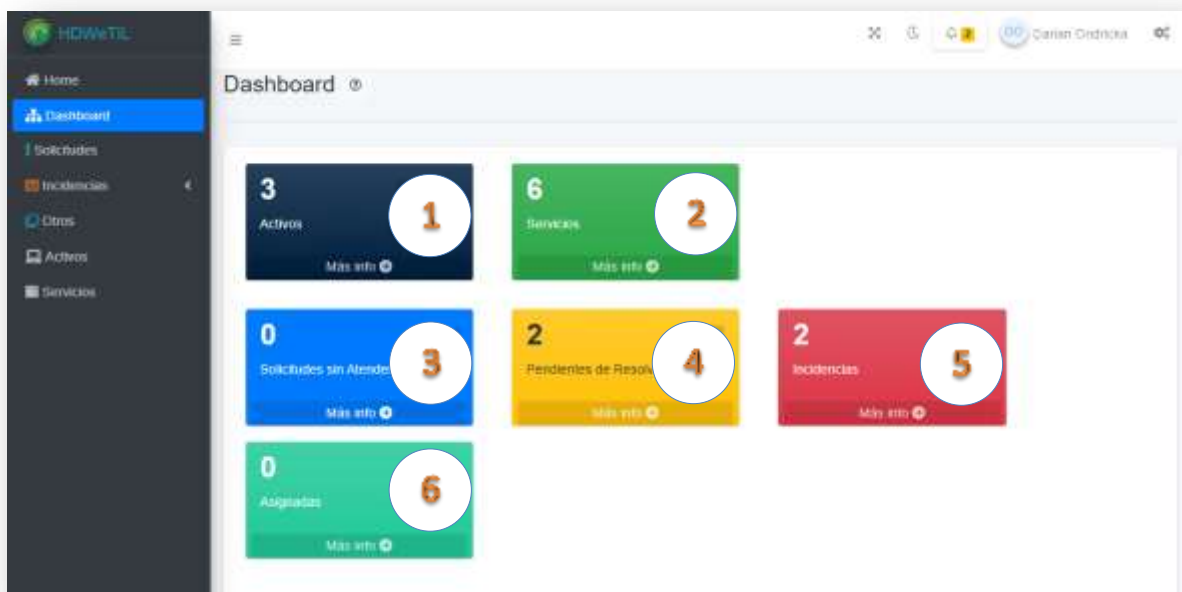 HDWeTIL
Home
Dashboard
Solicitudes
Incidencias
Otros
Activos
Servicios
2
Dashboard
3
Activos
1
Más info
6
Servicios
2
Más info
0
Solicitudes sin Atender
3
Más info
2
Pendientes de
4
Más info
2
Incidencias
5
Más info
0
Asignadas
6
Más info